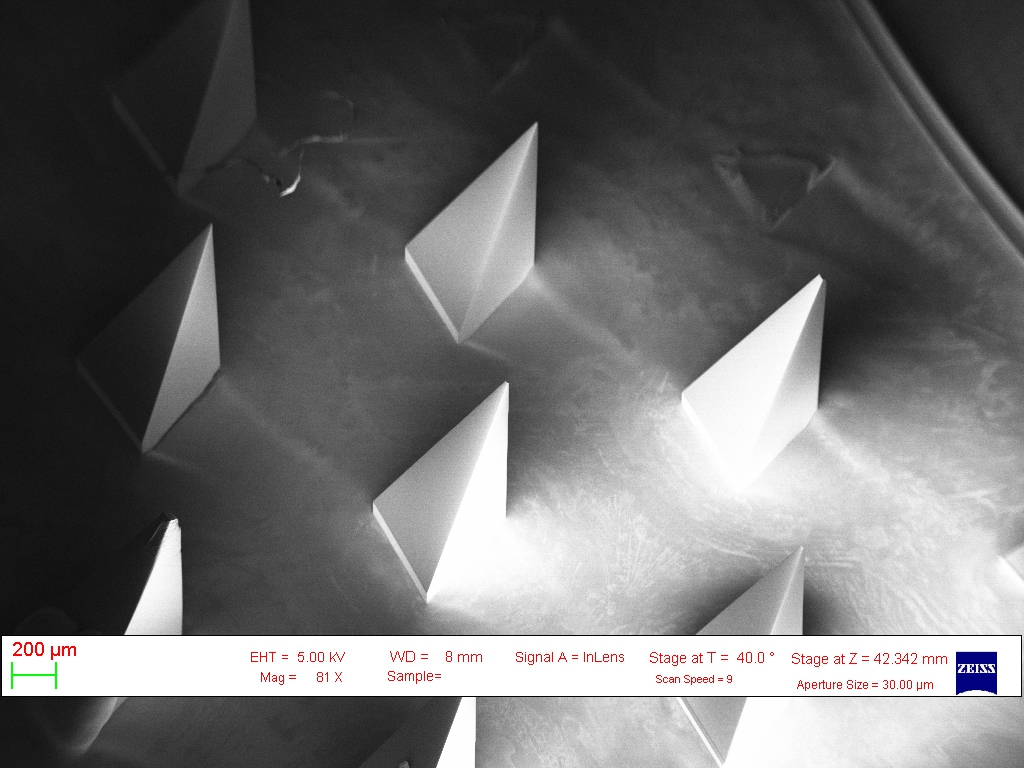 200 µm
EHT = 5.00 kV WD = 8 mm Signal A = InLens Stage at T = 40.0 ° Stage at Z = 42.342 mm
Mag = 81 X Sample= Scan Speed = 9 Aperture Size = 30.00 µm
ZEISS